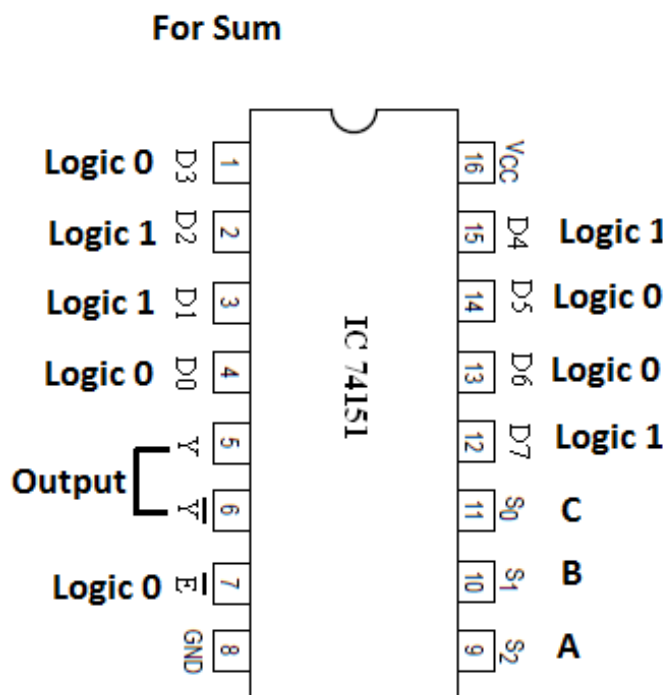 For Sum
Logic 0 D3 1 16 VCC
Logic 1 D2 2 15 D4 Logic 1
Logic 1 D1 3 14 D5 Logic 0
Logic 0 D0 4 13 D6 Logic 0
Y 5 12 D7 Logic 1
Output
Y̅ 6 11 S0 C
Logic 0 E̅ 7 10 S1 B
GND 8 9 S2 A
IC 74151